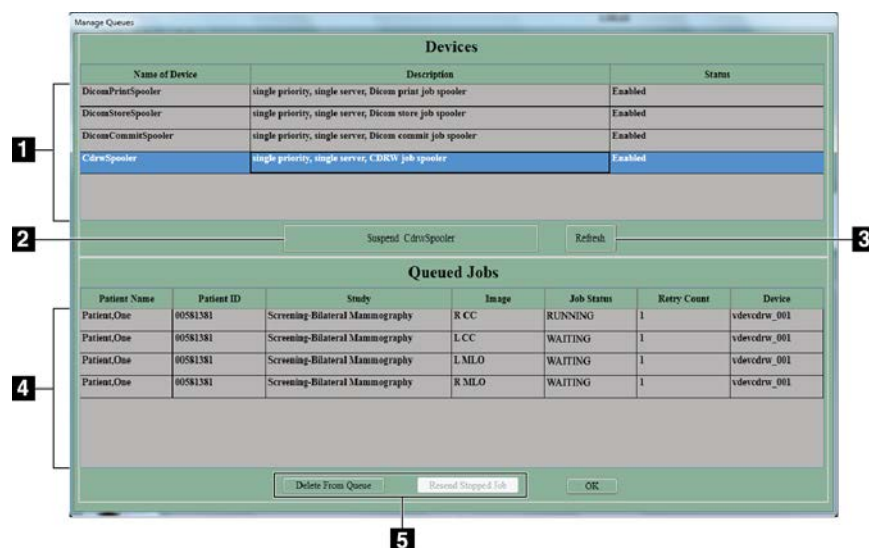 Manage Queues
Devices
Name of Device Description Status
DicomPrintSpooler single priority, single server, Dicom print job spooler Enabled
DicomStoreSpooler single priority, single server, Dicom store job spooler Enabled
DicomCommitSpooler single priority, single server, Dicom commit job spooler Enabled
1
CdrwSpooler single priority, single server, CDRW job spooler Enabled
2 Suspend CdrwSpooler Refresh 3
Queued Jobs
Patient Name Patient ID Study Image Job Status Retry Count Device
Patient,One 00581381 Screening-Bilateral Mammography R CC RUNNING 1 vdevcdrw_001
Patient,One 00581381 Screening-Bilateral Mammography L CC WAITING 1 vdevcdrw_001
Patient,One 00581381 Screening-Bilateral Mammography L MLO WAITING 1 vdevcdrw_001
4
Patient,One 00581381 Screening-Bilateral Mammography R MLO WAITING 1 vdevcdrw_001
Delete From Queue Resend Stopped Job OK
5